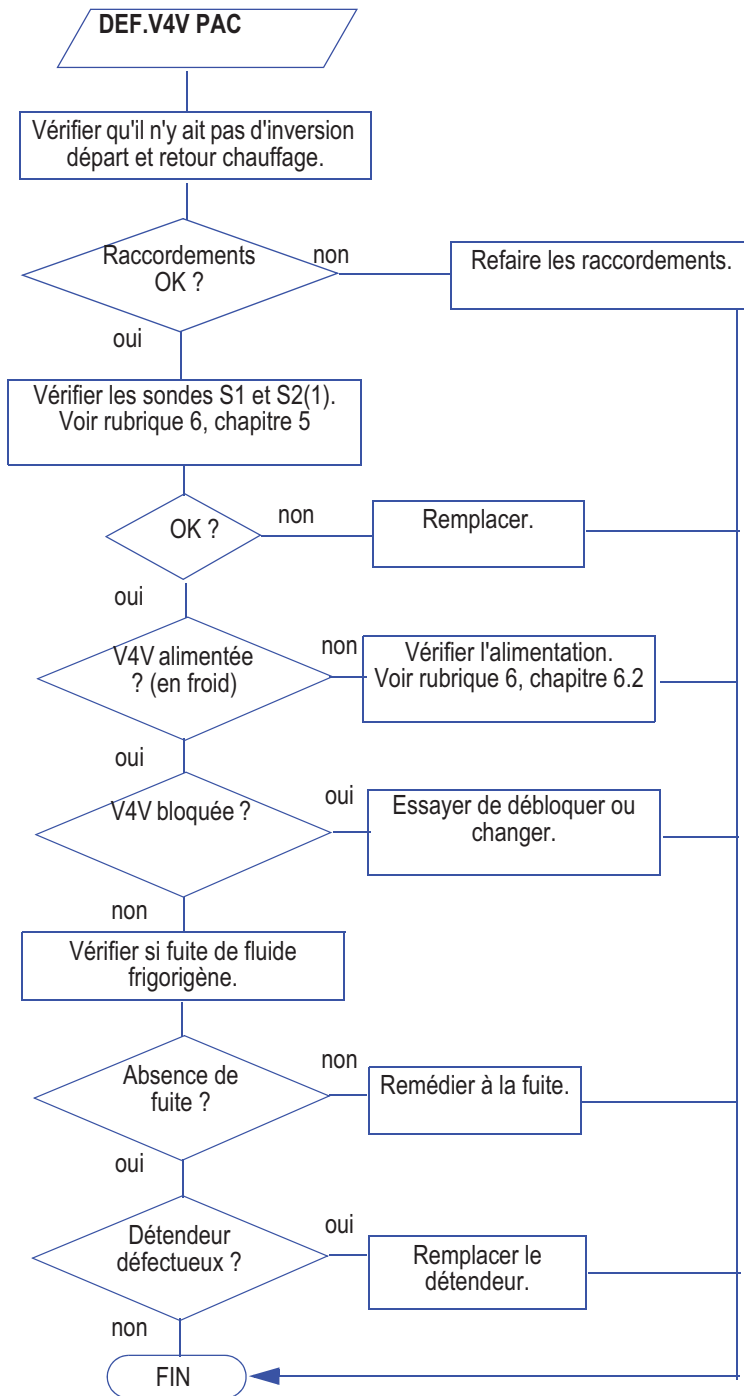 DEF.V4V PAC
Vérifier qu'il n'y ait pas d'inversion
départ et retour chauffage.
Raccordements
OK ?
non
Refaire les raccordements.
oui
Vérifier les sondes S1 et S2(1).
Voir rubrique 6, chapitre 5
OK ?
non
Remplacer.
oui
V4V alimentée
? (en froid)
non
Vérifier l'alimentation.
Voir rubrique 6, chapitre 6.2
oui
V4V bloquée ?
oui
Essayer de débloquer ou
changer.
non
Vérifier si fuite de fluide
frigorigène.
Absence de
fuite ?
non
Remédier à la fuite.
oui
Détendeur
défectueux ?
oui
Remplacer le
détendeur.
non
FIN